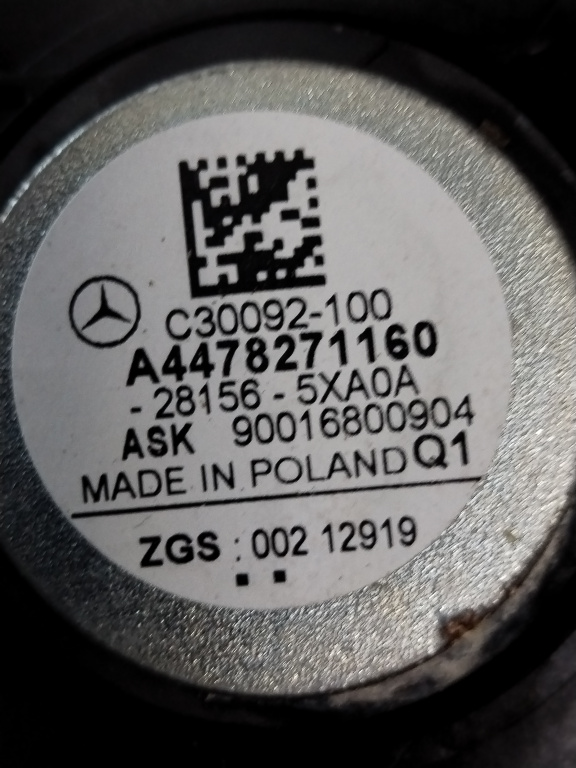 C30092-100
A4478271160
- 28156 - 5XA0A
ASK 90016800904
MADE IN POLAND Q1
ZGS : 002 12919